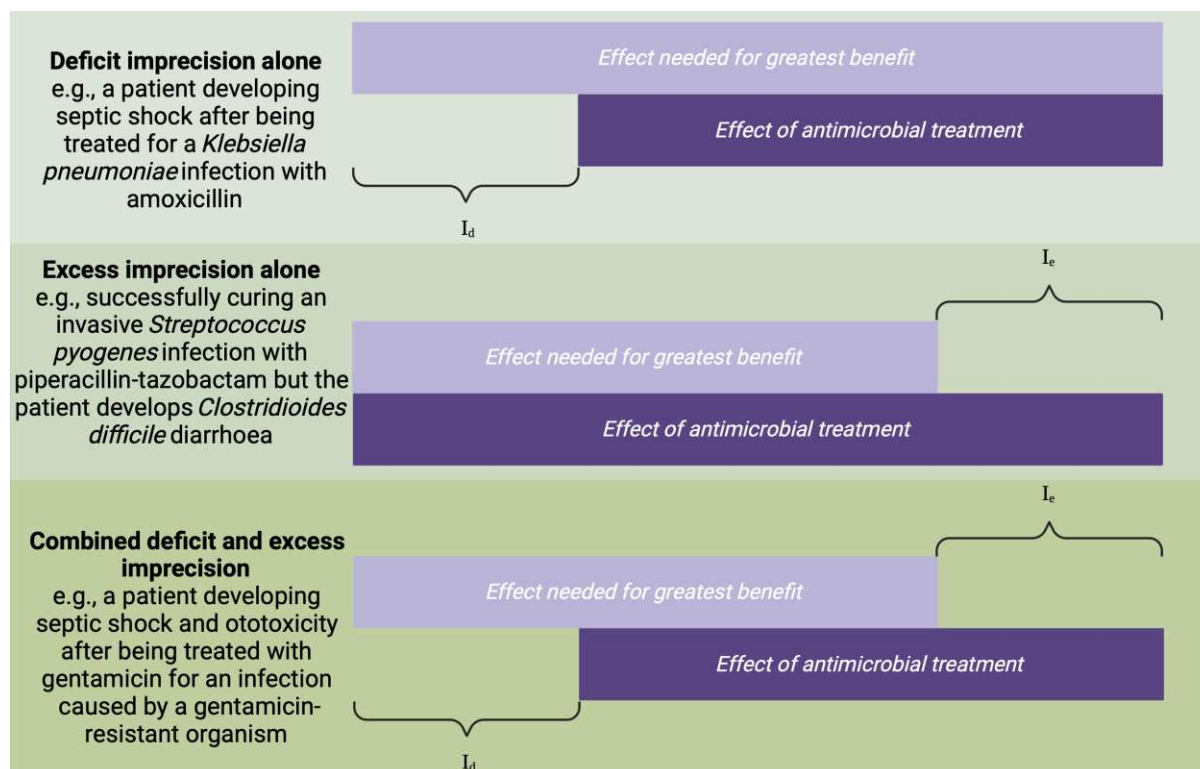 Deficit imprecision alone
e.g., a patient developing
septic shock after being
treated for a Klebsiella
pneumoniae infection with
amoxicillin
Effect needed for greatest benefit
Effect of antimicrobial treatment
I_d
Excess imprecision alone
e.g., successfully curing an
invasive Streptococcus
pyogenes infection with
piperacillin-tazobactam but the
patient develops Clostridioides
difficile diarrhoea
I_e
Effect needed for greatest benefit
Effect of antimicrobial treatment
Combined deficit and excess
imprecision
e.g., a patient developing
septic shock and ototoxicity
after being treated with
gentamicin for an infection
caused by a gentamicin-
resistant organism
I_e
Effect needed for greatest benefit
Effect of antimicrobial treatment
I_d